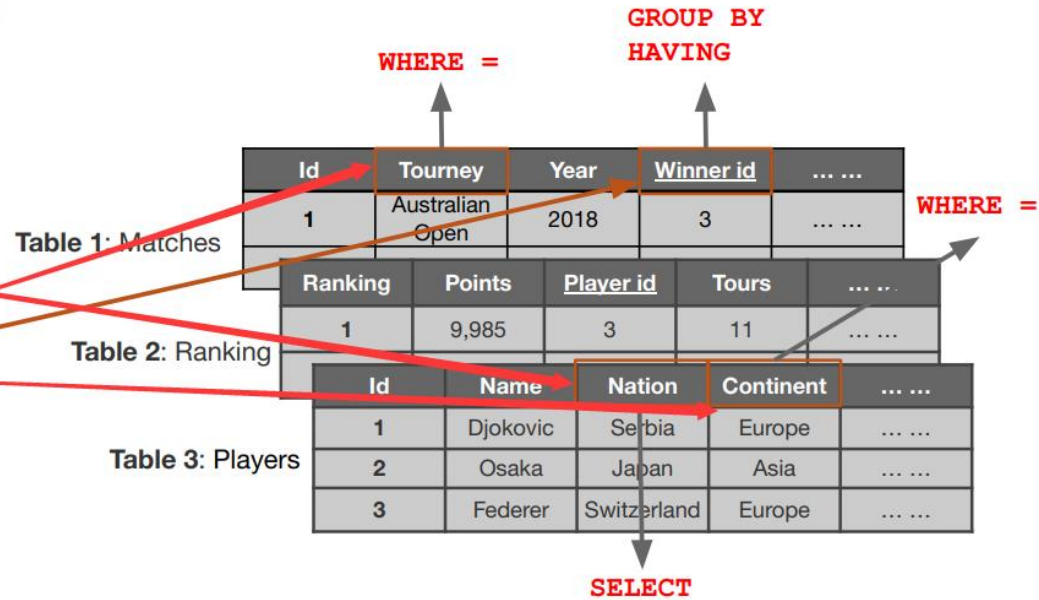 GROUP BY
HAVING
WHERE =
Id Tourney Year Winner id ... ...
1 Australian Open 2018 3 ... ...
WHERE =
Table 1: Matches
Ranking Points Player id Tours ... ...
1 9,985 3 11 ... ...
Table 2: Ranking
Id Name Nation Continent ... ...
1 Djokovic Serbia Europe ... ...
Table 3: Players
2 Osaka Japan Asia ... ...
3 Federer Switzerland Europe ... ...
SELECT